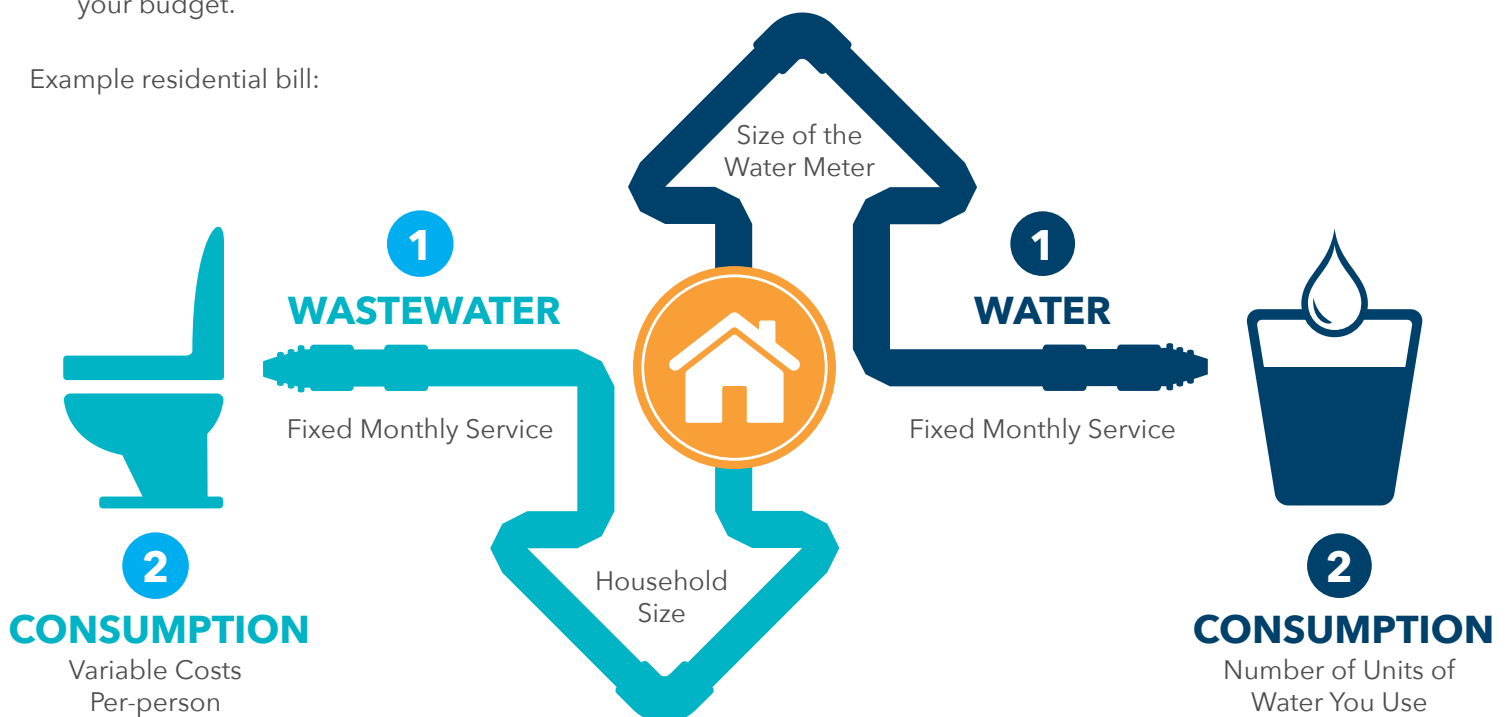 your budget.
Example residential bill:
Size of the
Water Meter
1
WASTEWATER
Fixed Monthly Service
1
WATER
Fixed Monthly Service
2
CONSUMPTION
Variable Costs
Per-person
Household
Size
2
CONSUMPTION
Number of Units of
Water You Use